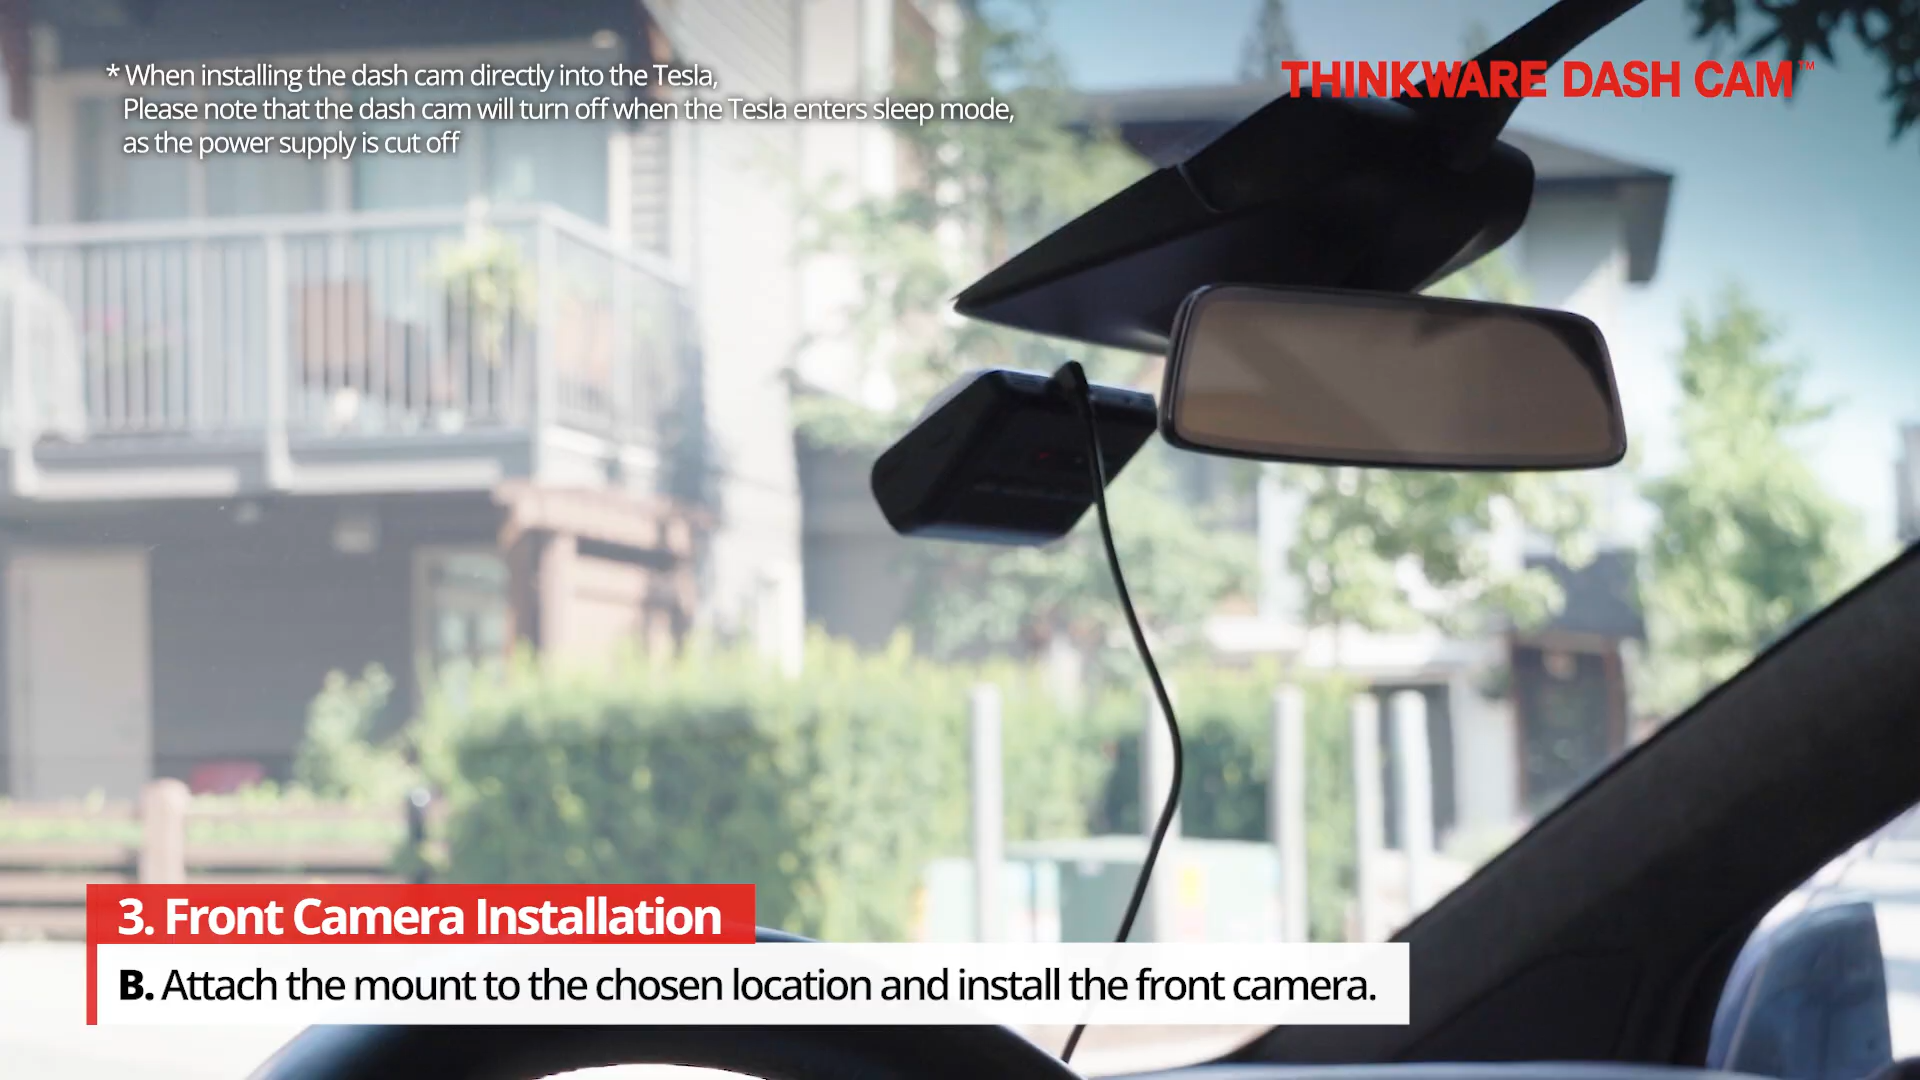 * When installing the dash cam directly into the Tesla,
Please note that the dash cam will turn off when the Tesla enters sleep mode,
as the power supply is cut off
THINKWARE DASH CAM™
3. Front Camera Installation
B. Attach the mount to the chosen location and install the front camera.